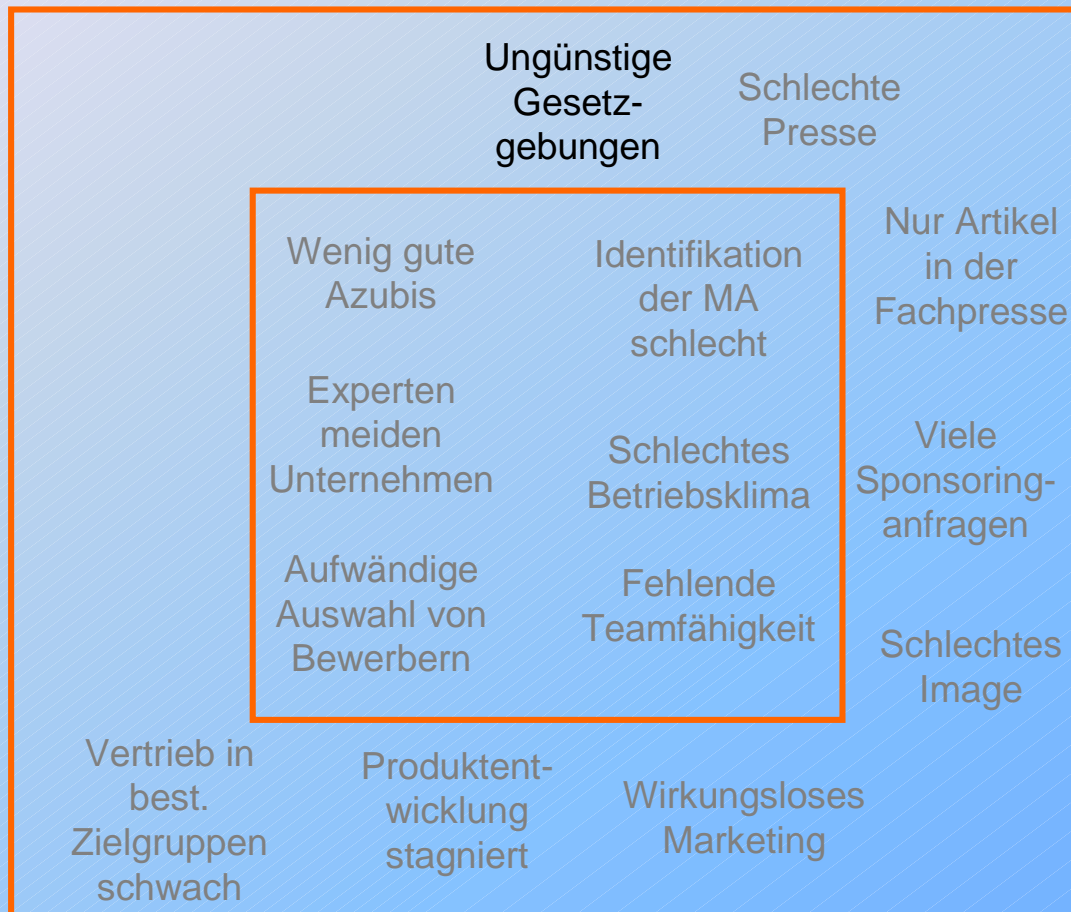 Ungünstige
Gesetz-
gebungen
Schlechte
Presse
Wenig gute
Azubis
Identifikation
der MA
schlecht
Nur Artikel
in der
Fachpresse
Experten
meiden
Unternehmen
Schlechtes
Betriebsklima
Viele
Sponsoring-
anfragen
Aufwändige
Auswahl von
Bewerbern
Fehlende
Teamfähigkeit
Schlechtes
Image
Vertrieb in
best.
Zielgruppen
schwach
Produktent-
wicklung
stagniert
Wirkungsloses
Marketing